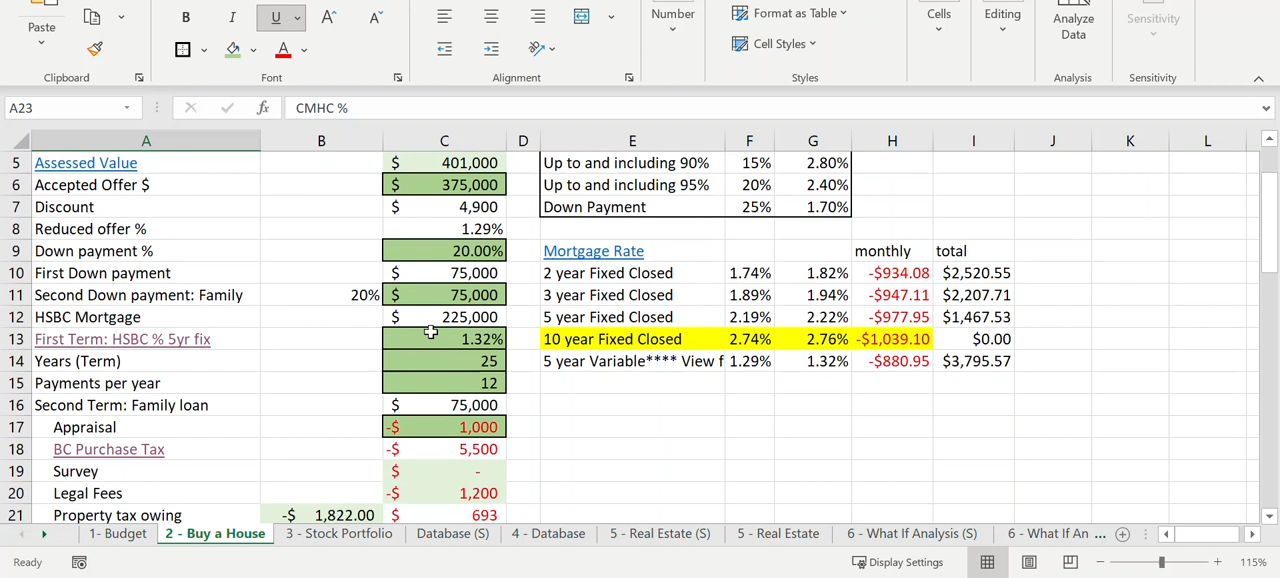 Paste
B I U A A
Number
Format as Table
Cell Styles
Cells
Editing
Analyze
Data
Sensitivity
Clipboard Font Alignment Styles Analysis Sensitivity
A23 fx CMHC %
A B C D E F G H I J K L
5 Assessed Value $ 401,000 Up to and including 90% 15% 2.80%
6 Accepted Offer $ $ 375,000 Up to and including 95% 20% 2.40%
7 Discount $ 4,900 Down Payment 25% 1.70%
8 Reduced offer % 1.29%
9 Down payment % 20.00% Mortgage Rate monthly total
10 First Down payment $ 75,000 2 year Fixed Closed 1.74% 1.82% -$934.08 $2,520.55
11 Second Down payment: Family 20% $ 75,000 3 year Fixed Closed 1.89% 1.94% -$947.11 $2,207.71
12 HSBC Mortgage $ 225,000 5 year Fixed Closed 2.19% 2.22% -$977.95 $1,467.53
13 First Term: HSBC % 5yr fix 1.32% 10 year Fixed Closed 2.74% 2.76% -$1,039.10 $0.00
14 Years (Term) 25 5 year Variable**** View f 1.29% 1.32% -$880.95 $3,795.57
15 Payments per year 12
16 Second Term: Family loan $ 75,000
17 Appraisal -$ 1,000
18 BC Purchase Tax -$ 5,500
19 Survey $ -
20 Legal Fees -$ 1,200
21 Property tax owing -$ 1,822.00 $ 693
1- Budget 2 - Buy a House 3 - Stock Portfolio Database (S) 4 - Database 5 - Real Estate (S) 5 - Real Estate 6 - What If Analysis (S) 6 - What If An ...
Ready Display Settings 115%